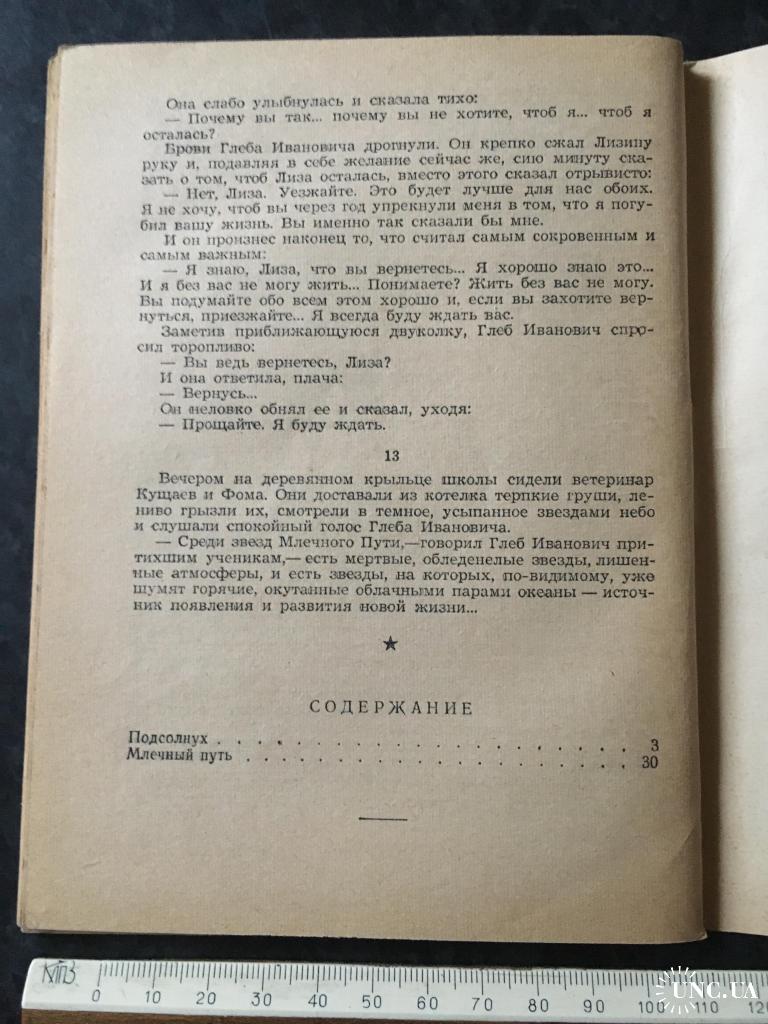 Она слабо улыбнулась и сказала тихо:
— Почему вы так... почему вы не хотите, чтоб я... чтоб я
осталась?
Брови Глеба Ивановича дрогнули. Он крепко сжал Лизину
руку и, подавляя в себе желание сейчас же, сию минуту ска-
зать о том, чтоб Лиза осталась, вместо этого сказал отрывисто:
— Нет, Лиза. Уезжайте. Это будет лучше для нас обоих.
Я не хочу, чтоб вы через год упрекнули меня в том, что я погу-
бил вашу жизнь. Вы именно так сказали бы мне.
И он произнес наконец то, что считал самым сокровенным и
самым важным:
— Я знаю, Лиза, что вы вернетесь... Я хорошо знаю это...
И я без вас не могу жить... Понимаете? Жить без вас не могу.
Вы подумайте обо всем этом хорошо и, если вы захотите вер-
нуться, приезжайте... Я всегда буду ждать вас.
Заметив приближающуюся двуколку, Глеб Иванович спро-
сил торопливо:
— Вы ведь вернетесь, Лиза?
И она ответила, плача:
— Вернусь...
Он неловко обнял ее и сказал, уходя:
— Прощайте. Я буду ждать.
13
Вечером на деревянном крыльце школы сидели ветеринар
Кущаев и Фома. Они доставали из котелка терпкие груши, ле-
ниво грызли их, смотрели в темное, усыпанное звездами небо
и слушали спокойный голос Глеба Ивановича.
— Среди звезд Млечного Пути,—говорил Глеб Иванович при-
тихшим ученикам,— есть мертвые, обледенелые звезды, лишен-
ные атмосферы, и есть звезды, на которых, по-видимому, уже
шумят горячие, окутанные облачными парами океаны — источ-
ник появления и развития новой жизни...
★
СОДЕРЖАНИЕ
Подсолнух . . . . . . . . . . . . . . . . . . . . . 3
Млечный путь . . . . . . . . . . . . . . . . . . . . 30
0 10 20 30 40 50 60 70 80 90 100 110 120
UNC.UA